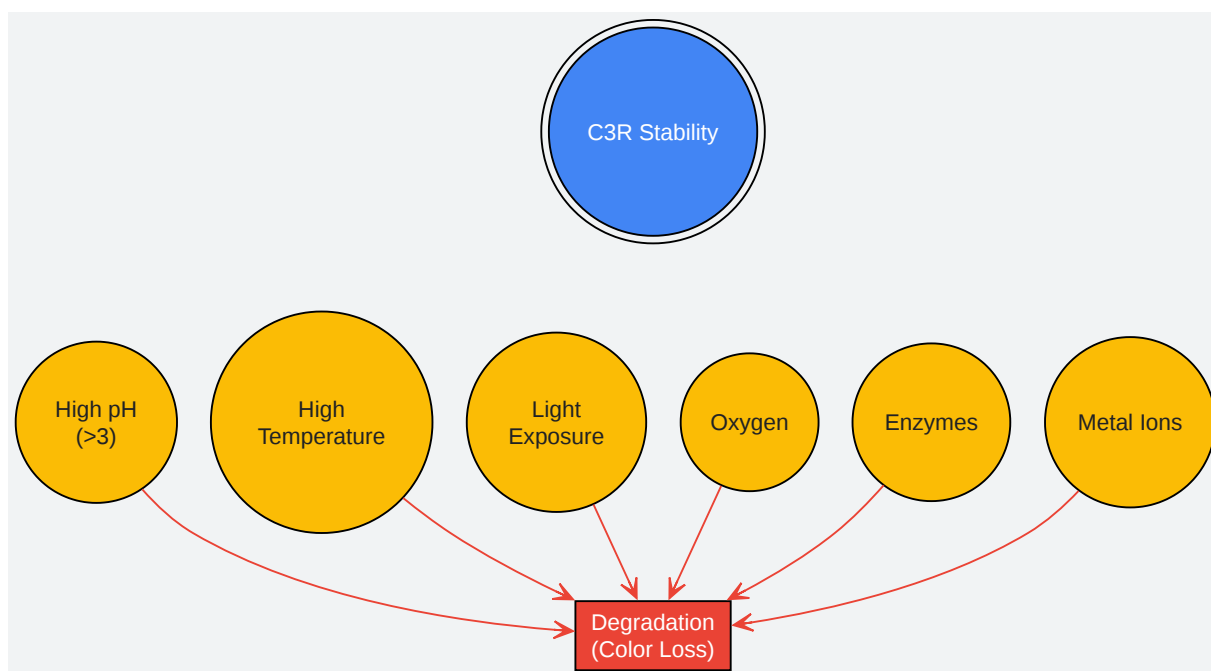 C3R Stability
High pH
(>3)
High
Temperature
Light
Exposure
Oxygen
Enzymes
Metal Ions
Degradation
(Color Loss)